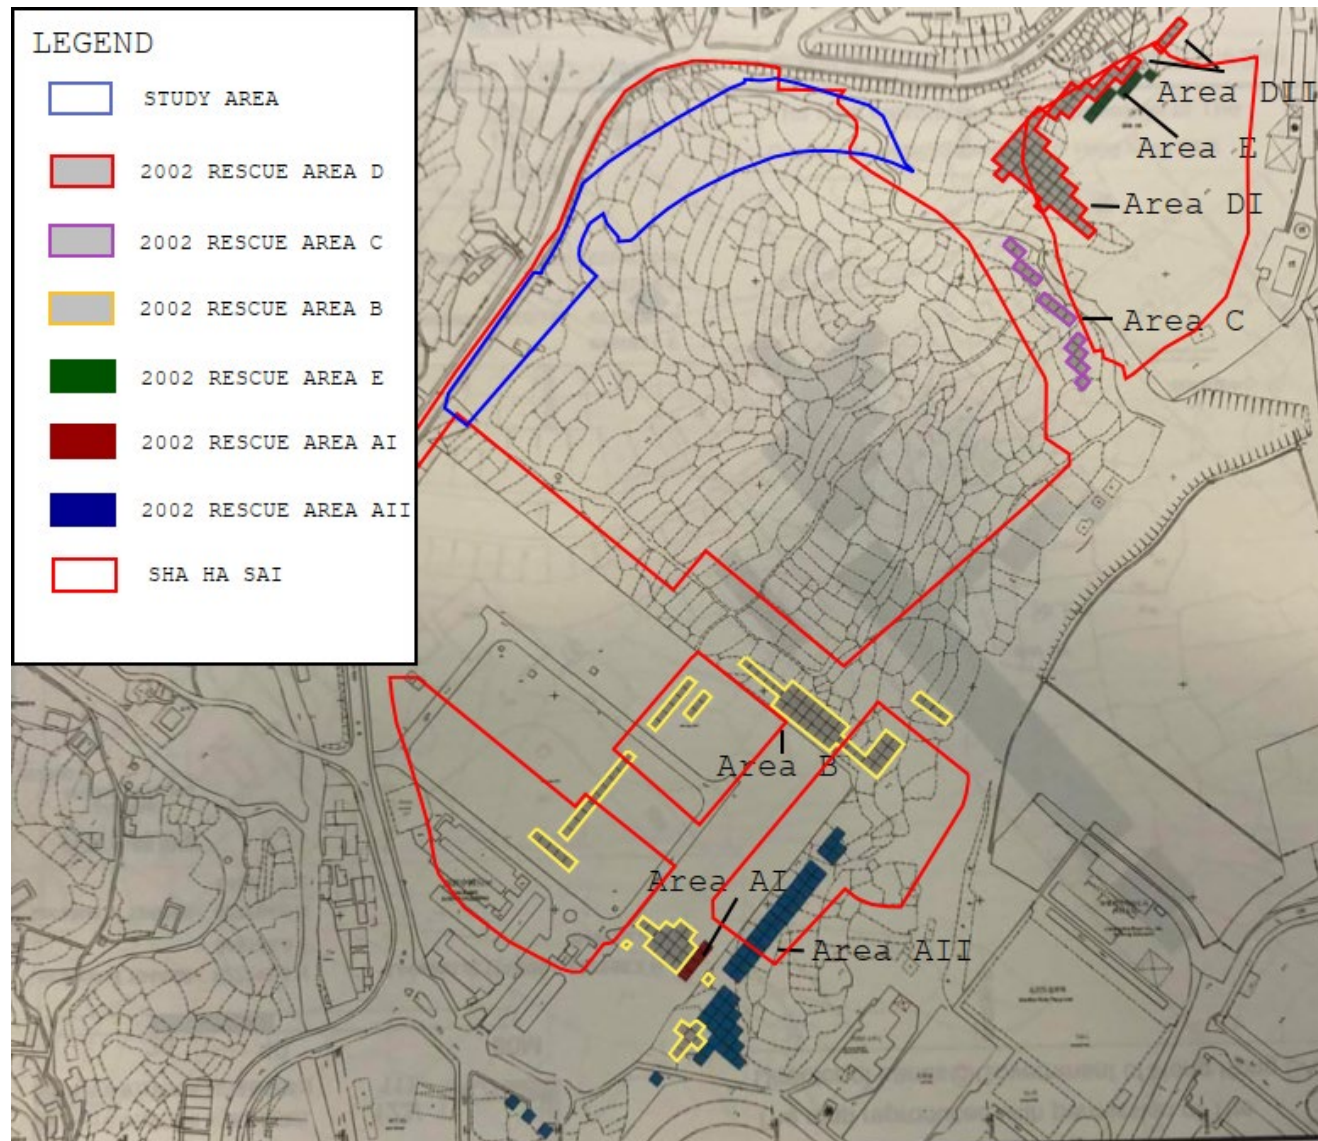 LEGEND
STUDY AREA
2002 RESCUE AREA D
2002 RESCUE AREA C
2002 RESCUE AREA B
2002 RESCUE AREA E
2002 RESCUE AREA AI
2002 RESCUE AREA AII
SHA HA SAI
Area DII
Area E
Area DI
Area C
Area B
Area AI
Area AII